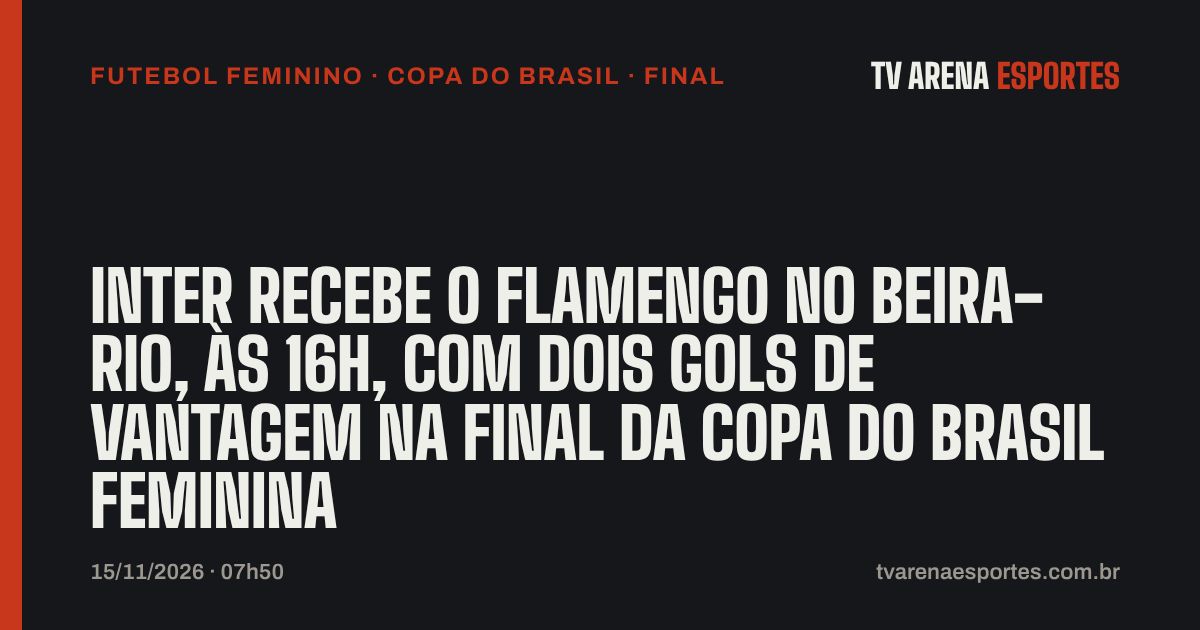 FUTEBOL FEMININO · COPA DO BRASIL · FINAL
TV ARENA ESPORTES
INTER RECEBE O FLAMENGO NO BEIRA-
RIO, ÀS 16H, COM DOIS GOLS DE
VANTAGEM NA FINAL DA COPA DO BRASIL
FEMININA
15/11/2026 · 07h50
tvarenaesportes.com.br